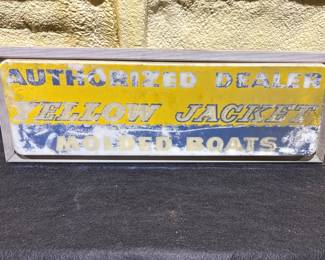 AUTHORIZED DEALER
YELLOW JACKET
MOLDED BOATS